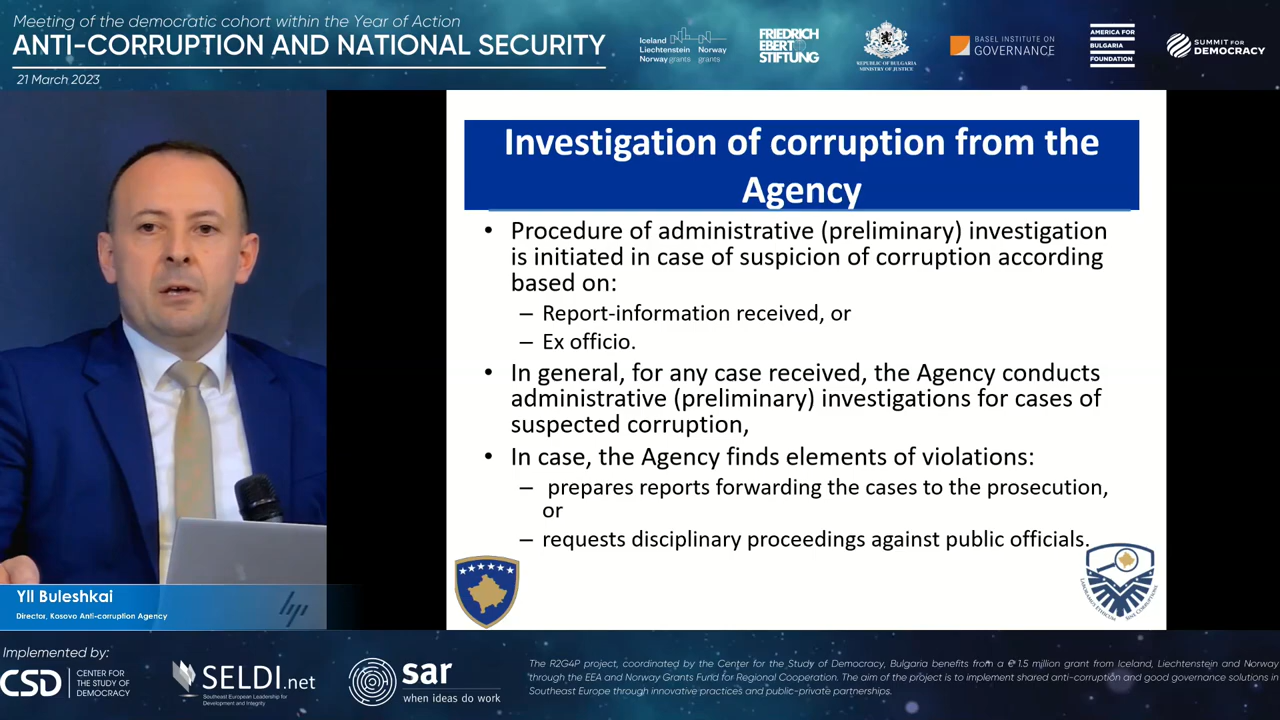 Meeting of the democratic cohort within the Year of Action
ANTI-CORRUPTION AND NATIONAL SECURITY
21 March 2023
Iceland
Liechtenstein Norway
Norway grants grants
FRIEDRICH
EBERT
STIFTUNG
REPUBLIC OF BULGARIA
MINISTRY OF JUSTICE
BASEL INSTITUTE ON
GOVERNANCE
AMERICA FOR
BULGARIA
FOUNDATION
SUMMIT FOR
DEMOCRACY
Investigation of corruption from the
Agency
• Procedure of administrative (preliminary) investigation
is initiated in case of suspicion of corruption according
based on:
– Report-information received, or
– Ex officio.
• In general, for any case received, the Agency conducts
administrative (preliminary) investigations for cases of
suspected corruption,
• In case, the Agency finds elements of violations:
– prepares reports forwarding the cases to the prosecution,
or
– requests disciplinary proceedings against public officials.
Yll Buleshkai
Director, Kosovo Anti-corruption Agency
hp
Implemented by:
CSD
CENTER FOR
THE STUDY OF
DEMOCRACY
SELDI.net
Southeast European Leadership for
Development and Integrity
sar
when ideas do work
The R2G4P project, coordinated by the Center for the Study of Democracy, Bulgaria benefits from a € 1.5 million grant from Iceland, Liechtenstein and Norway
through the EEA and Norway Grants Fund for Regional Cooperation. The aim of the project is to implement shared anti-corruption and good governance solutions in
Southeast Europe through innovative practices and public-private partnerships.